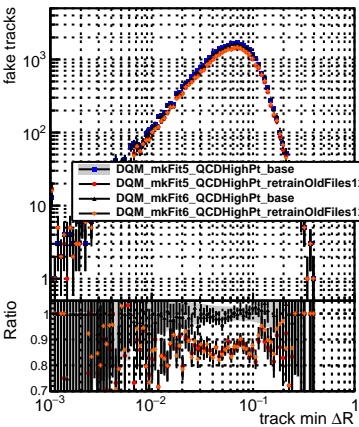 fake tracks
10³
10²
DQM_mkFit5_QCDHighPt_base
DQM_mkFit5_QCDHighPt_retrainOldFiles1
DQM_mkFit6_QCDHighPt_base
DQM_mkFit6_QCDHighPt_retrainOldFiles1
10
1
Ratio
1
0.9
0.8
0.7
10⁻³
10⁻²
10⁻¹
1
track min ΔR